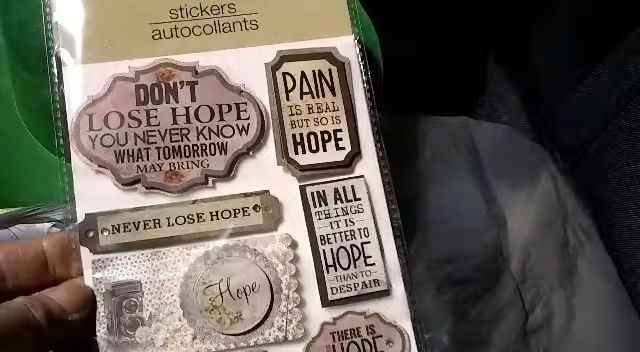 stickers
autocollants
DON'T
LOSE HOPE
YOU NEVER KNOW
WHAT TOMORROW
MAY BRING
PAIN
IS REAL
BUT SO IS
HOPE
NEVER LOSE HOPE
IN ALL
THINGS
IT IS
BETTER TO
HOPE
THAN TO
DESPAIR
Hope
THERE IS
HOPE